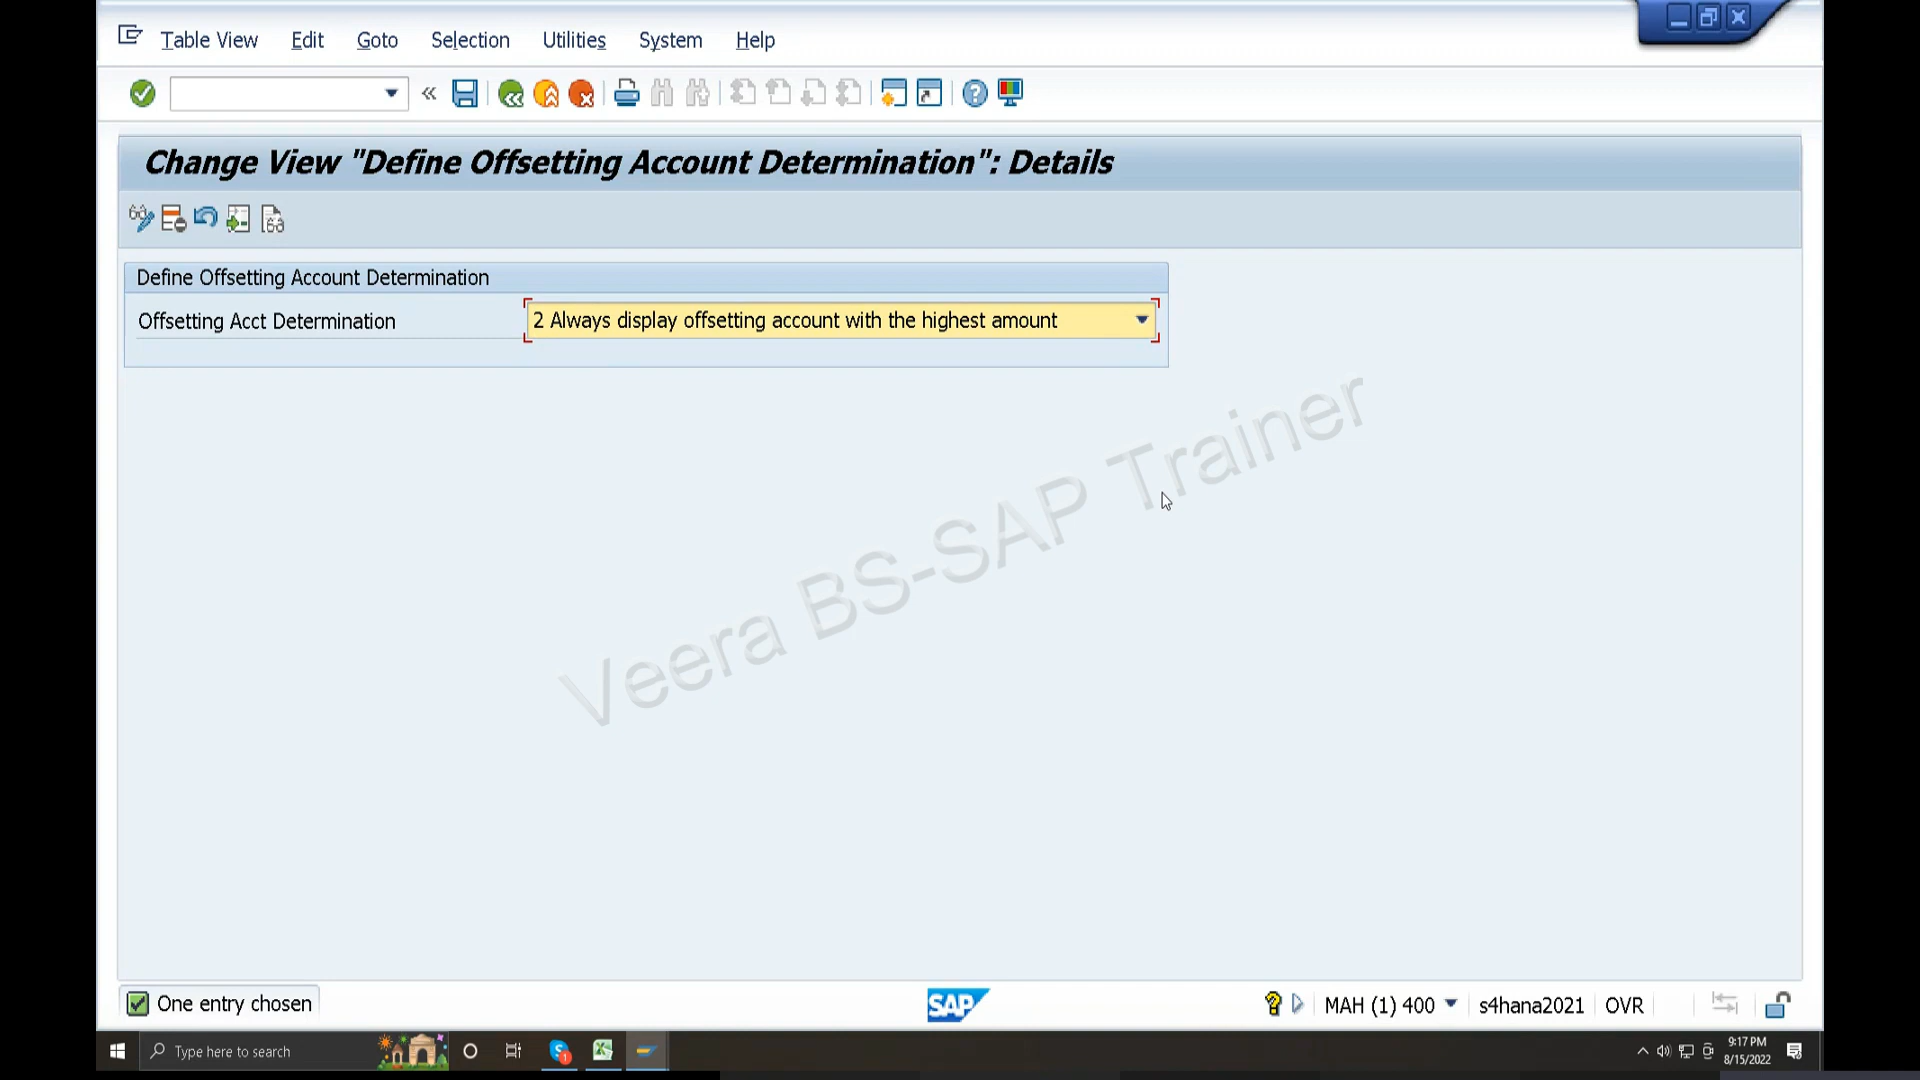 Table View Edit Goto Selection Utilities System Help
Change View "Define Offsetting Account Determination": Details
Define Offsetting Account Determination
Offsetting Acct Determination 2 Always display offsetting account with the highest amount
Veera BS-SAP Trainer
One entry chosen SAP MAH (1) 400 s4hana2021 OVR
Type here to search 9:17 PM
8/15/2022